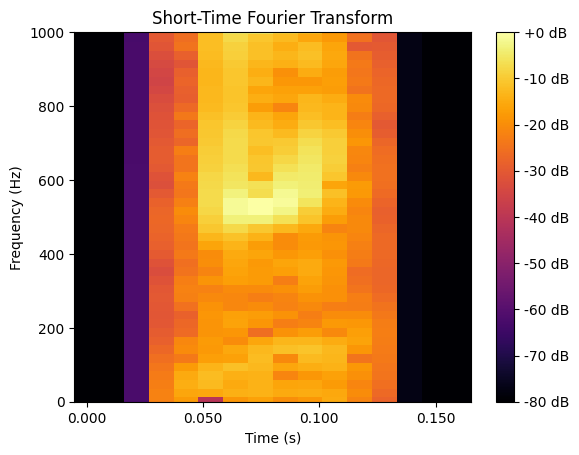 Short-Time Fourier Transform
Frequency (Hz)
1000
800
600
400
200
0
0.000 0.050 0.100 0.150
Time (s)
+0 dB
-10 dB
-20 dB
-30 dB
-40 dB
-50 dB
-60 dB
-70 dB
-80 dB